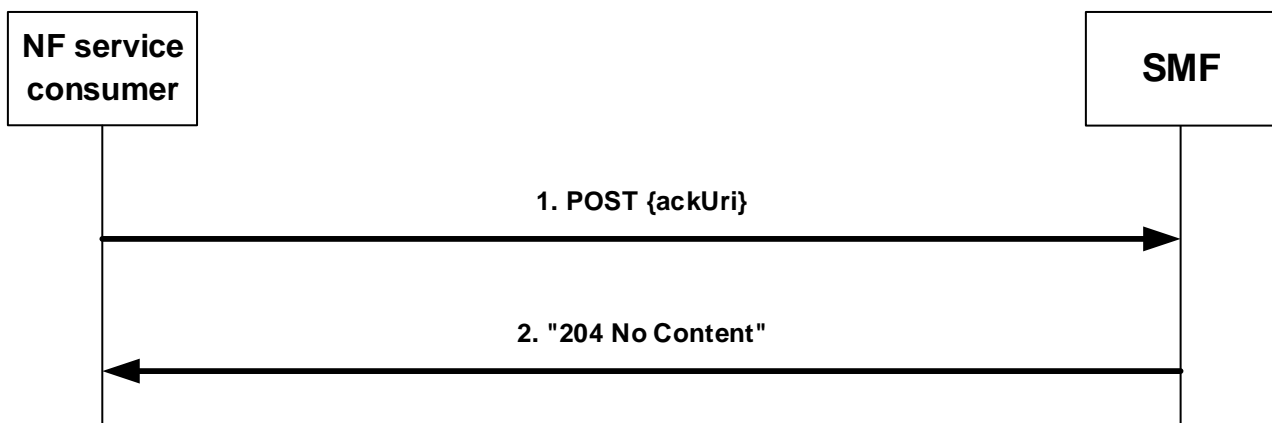 NF service
consumer
SMF
1. POST {ackUri}
2. "204 No Content"